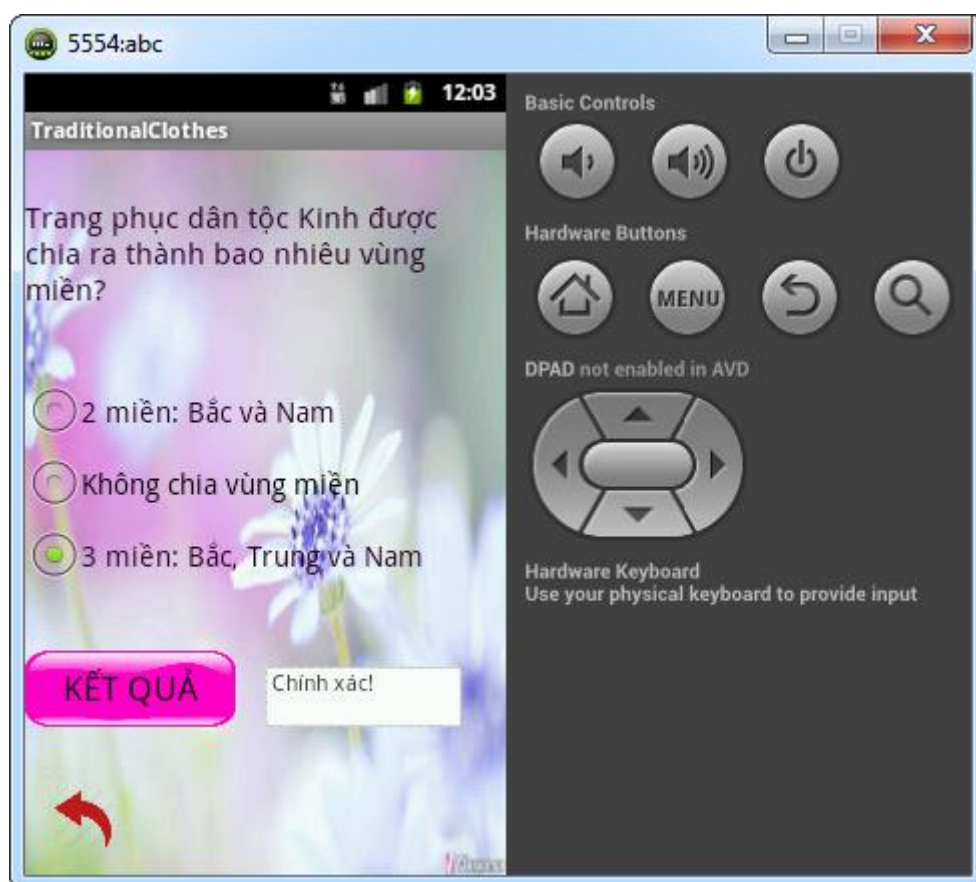 5554:abc
12:03
TraditionalClothes
Trang phục dân tộc Kinh được
chia ra thành bao nhiêu vùng
miền?
2 miền: Bắc và Nam
Không chia vùng miền
3 miền: Bắc, Trung và Nam
KẾT QUẢ
Chính xác!
Basic Controls
Hardware Buttons
MENU
DPAD not enabled in AVD
Hardware Keyboard
Use your physical keyboard to provide input